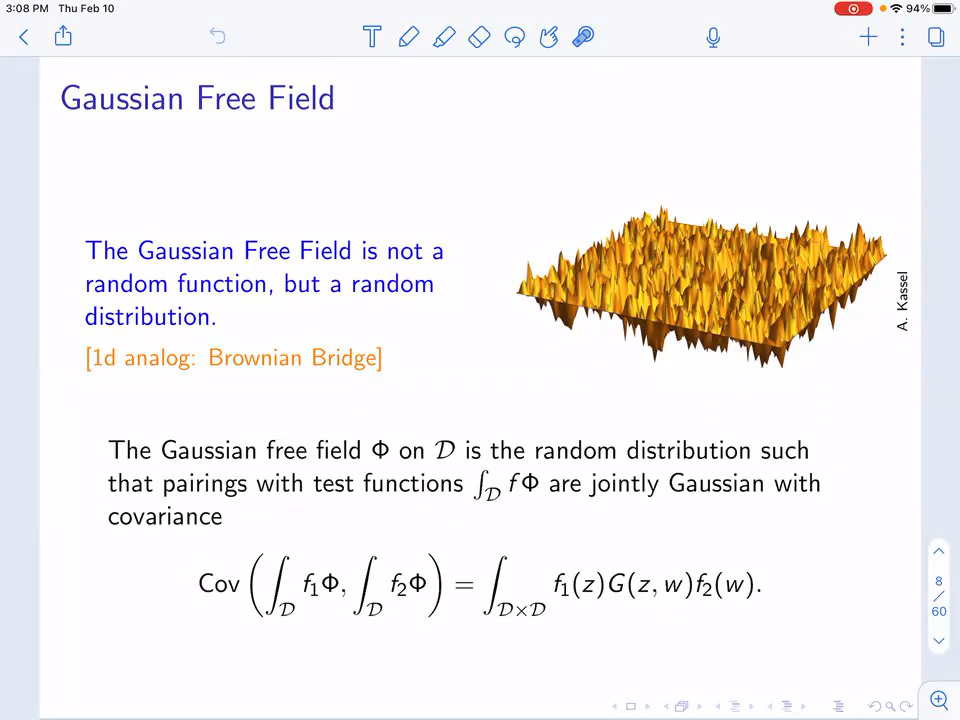 3:08 PM Thu Feb 10
94%
T
Gaussian Free Field
The Gaussian Free Field is not a
random function, but a random
distribution.
[1d analog: Brownian Bridge]
A. Kassel
The Gaussian free field Φ on 𝒟 is the random distribution such
that pairings with test functions ∫_𝒟 f Φ are jointly Gaussian with
covariance
Cov (∫_𝒟 f₁Φ, ∫_𝒟 f₂Φ) = ∫_{𝒟×𝒟} f₁(z)G(z, w)f₂(w).
8
/
60